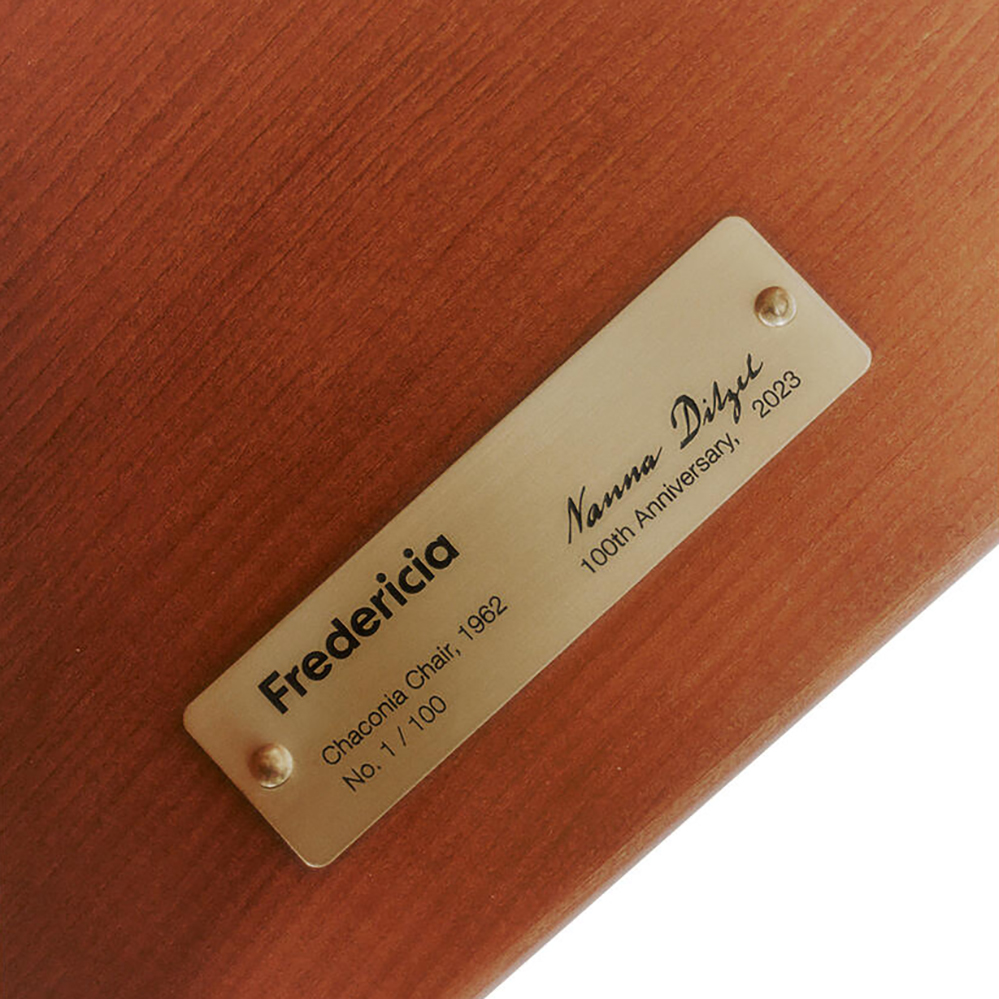 Fredericia
Chaconia Chair, 1962
No. 1 / 100
Nanna Ditzel
100th Anniversary, 2023